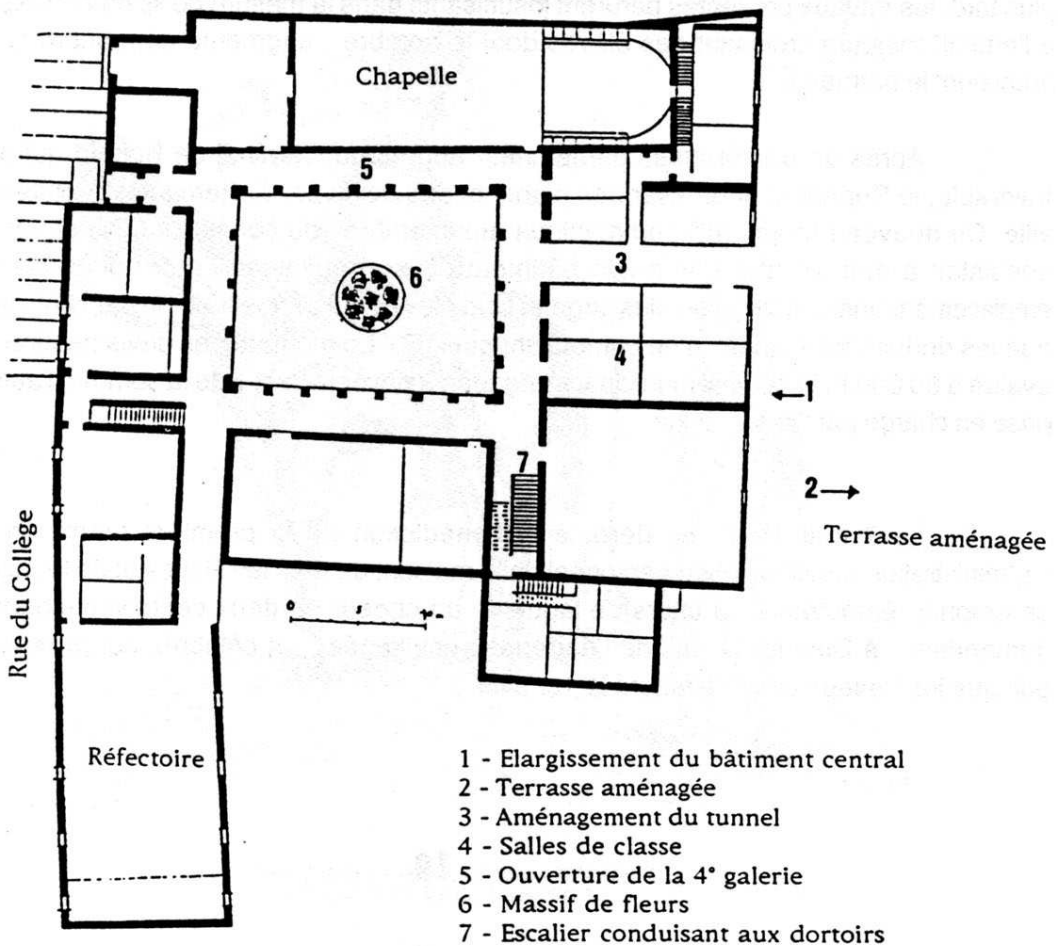 Chapelle
5
6
3
4
←1
7
2→
Terrasse aménagée
Rue du Collège
Réfectoire
1 - Elargissement du bâtiment central
2 - Terrasse aménagée
3 - Aménagement du tunnel
4 - Salles de classe
5 - Ouverture de la 4° galerie
6 - Massif de fleurs
7 - Escalier conduisant aux dortoirs